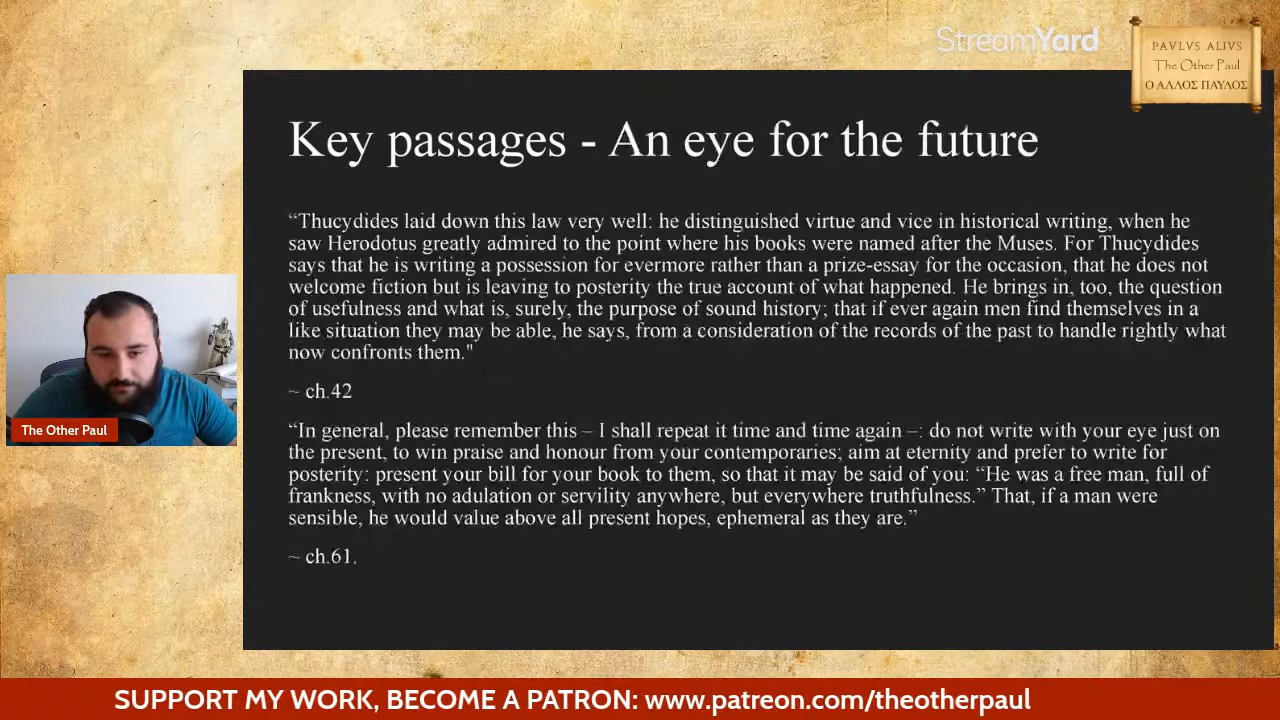 StreamYard
PAVLVS ALIVS
The Other Paul
Ο ΑΛΛΟΣ ΠΑΥΛΟΣ
Key passages - An eye for the future
“Thucydides laid down this law very well: he distinguished virtue and vice in historical writing, when he
saw Herodotus greatly admired to the point where his books were named after the Muses. For Thucydides
says that he is writing a possession for evermore rather than a prize-essay for the occasion, that he does not
welcome fiction but is leaving to posterity the true account of what happened. He brings in, too, the question
of usefulness and what is, surely, the purpose of sound history; that if ever again men find themselves in a
like situation they may be able, he says, from a consideration of the records of the past to handle rightly what
now confronts them."
~ ch.42
“In general, please remember this – I shall repeat it time and time again –: do not write with your eye just on
the present, to win praise and honour from your contemporaries; aim at eternity and prefer to write for
posterity: present your bill for your book to them, so that it may be said of you: “He was a free man, full of
frankness, with no adulation or servility anywhere, but everywhere truthfulness.” That, if a man were
sensible, he would value above all present hopes, ephemeral as they are.”
~ ch.61.
The Other Paul
SUPPORT MY WORK, BECOME A PATRON: www.patreon.com/theotherpaul